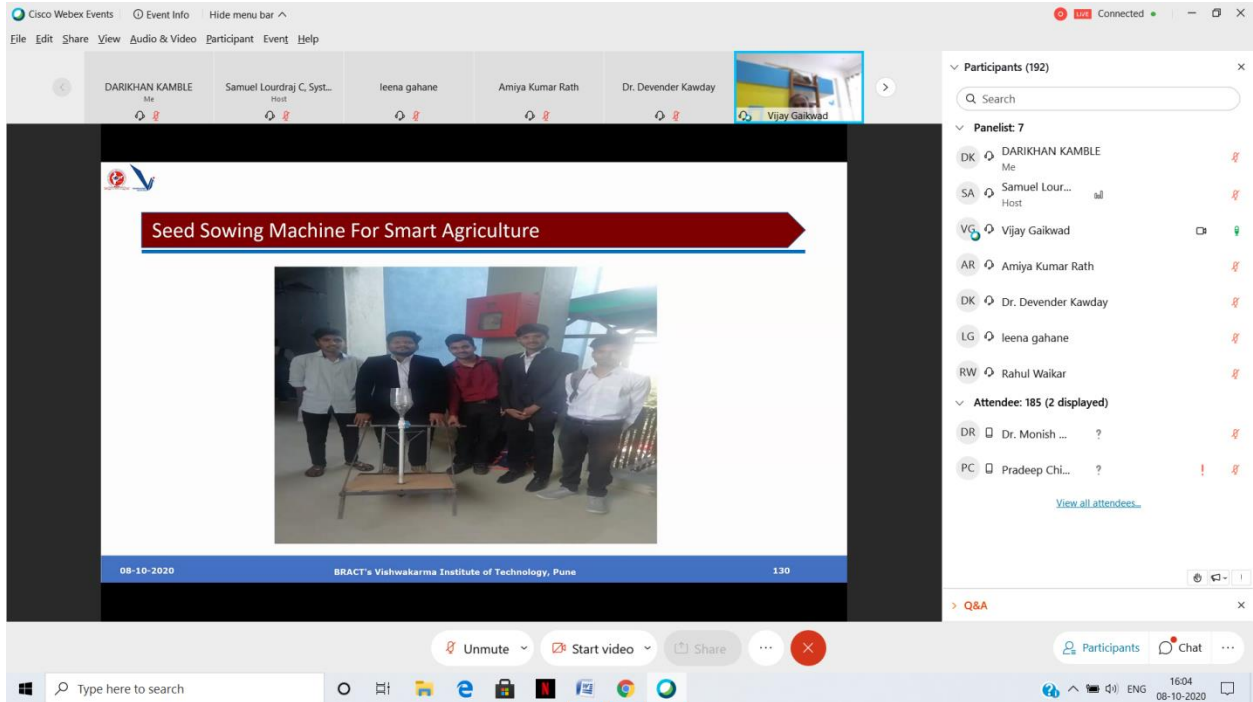 Cisco Webex Events Event Info Hide menu bar
LIVE Connected
File Edit Share View Audio & Video Participant Event Help
DARIKHAN KAMBLE
Me
Samuel Lourdraj C, Syst...
Host
leena gahane
Amiya Kumar Rath
Dr. Devender Kawday
Vijay Gaikwad
Seed Sowing Machine For Smart Agriculture
08-10-2020 BRACT's Vishwakarma Institute of Technology, Pune 130
Participants (192)
Search
Panelist: 7
DK DARIKHAN KAMBLE
Me
SA Samuel Lour...
Host
VG Vijay Gaikwad
AR Amiya Kumar Rath
DK Dr. Devender Kawday
LG leena gahane
RW Rahul Waikar
Attendee: 185 (2 displayed)
DR Dr. Monish ... ?
PC Pradeep Chi... ? !
View all attendees...
> Q&A
Unmute Start video Share ...
Participants Chat ...
Type here to search
ENG 16:04
08-10-2020